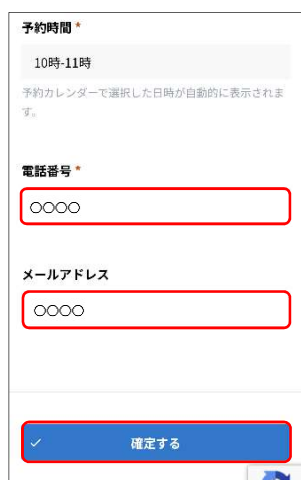 予約時間*
10時-11時
予約カレンダーで選択した日時が自動的に表示されま
す。
電話番号*
○○○○
メールアドレス
○○○○
確定する